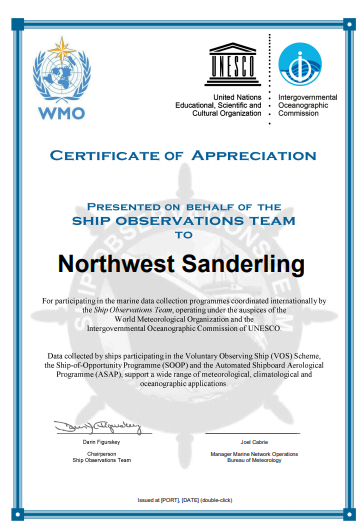 WMO
UNESCO
United Nations
Educational, Scientific and
Cultural Organization
Intergovernmental
Oceanographic
Commission
CERTIFICATE OF APPRECIATION
PRESENTED ON BEHALF OF THE
SHIP OBSERVATIONS TEAM
TO
Northwest Sanderling
For participating in the marine data collection programmes coordinated internationally by
the Ship Observations Team, operating under the auspices of the
World Meteorological Organization and the
Intergovernmental Oceanographic Commission of UNESCO
Data collected by ships participating in the Voluntary Observing Ship (VOS) Scheme,
the Ship-of-Opportunity Programme (SOOP) and the Automated Shipboard Aerological
Programme (ASAP), support a wide range of meteorological, climatological and
oceanographic applications.
SHIP OBSERVATIONS TEAM
Darin Figurskey
Chairperson
Ship Observations Team
Joel Cabrie
Manager Marine Network Operations
Bureau of Meteorology
Issued at [PORT], [DATE] (double-click)